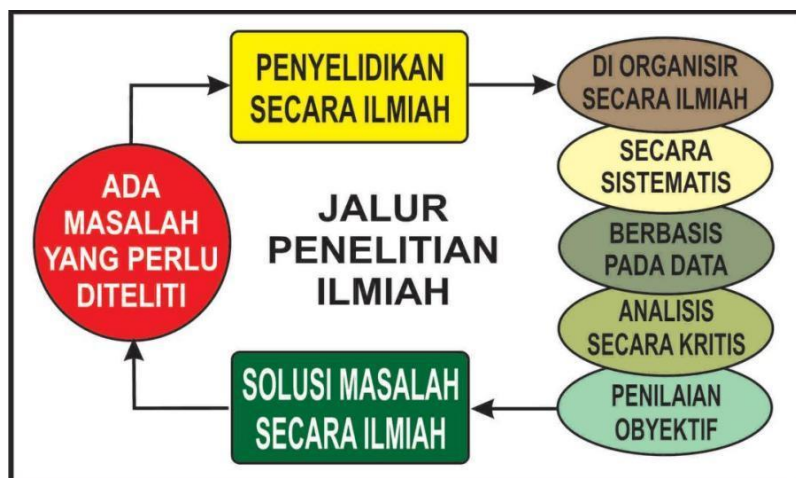 PENYELIDIKAN
SECARA ILMIAH
DI ORGANISIR
SECARA ILMIAH
SECARA
SISTEMATIS
BERBASIS
PADA DATA
ANALISIS
SECARA KRITIS
PENILAIAN
OBYEKTIF
SOLUSI MASALAH
SECARA ILMIAH
ADA
MASALAH
YANG PERLU
DITELITI
JALUR
PENELITIAN
ILMIAH